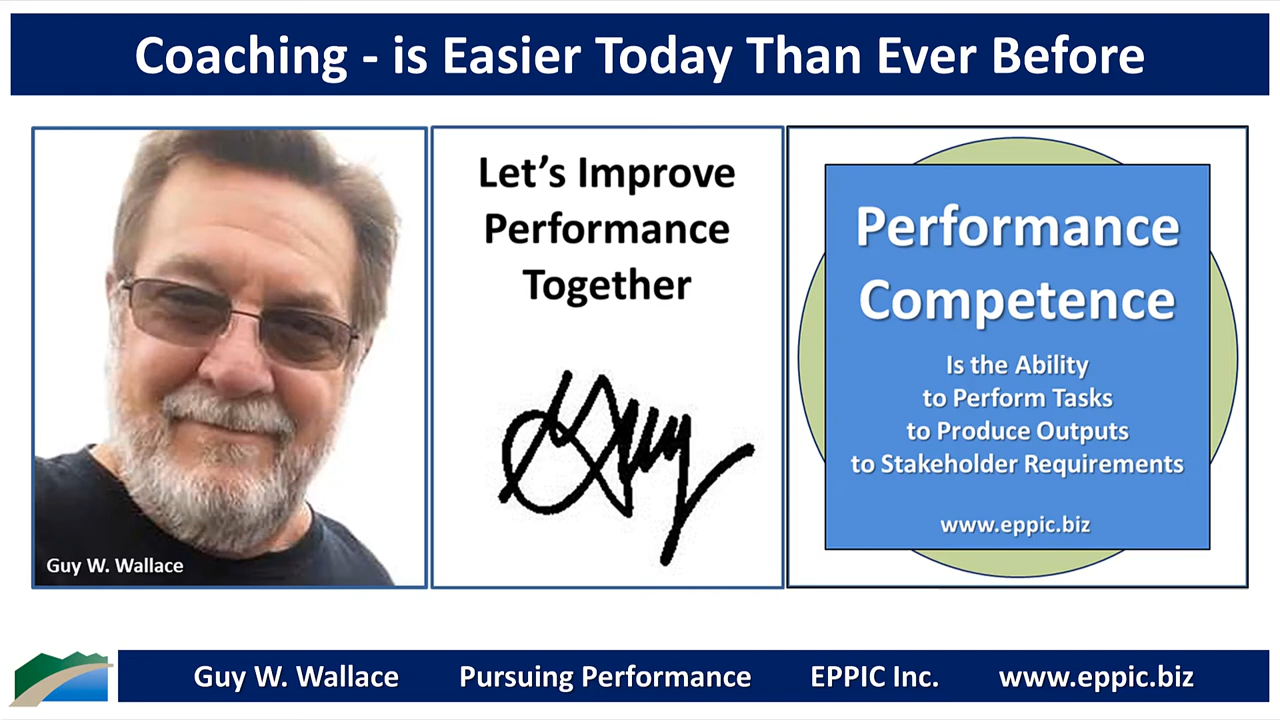 Coaching - is Easier Today Than Ever Before
Guy W. Wallace
Let's Improve
Performance
Together
Guy
Performance
Competence
Is the Ability
to Perform Tasks
to Produce Outputs
to Stakeholder Requirements
www.eppic.biz
Guy W. Wallace Pursuing Performance EPPIC Inc. www.eppic.biz